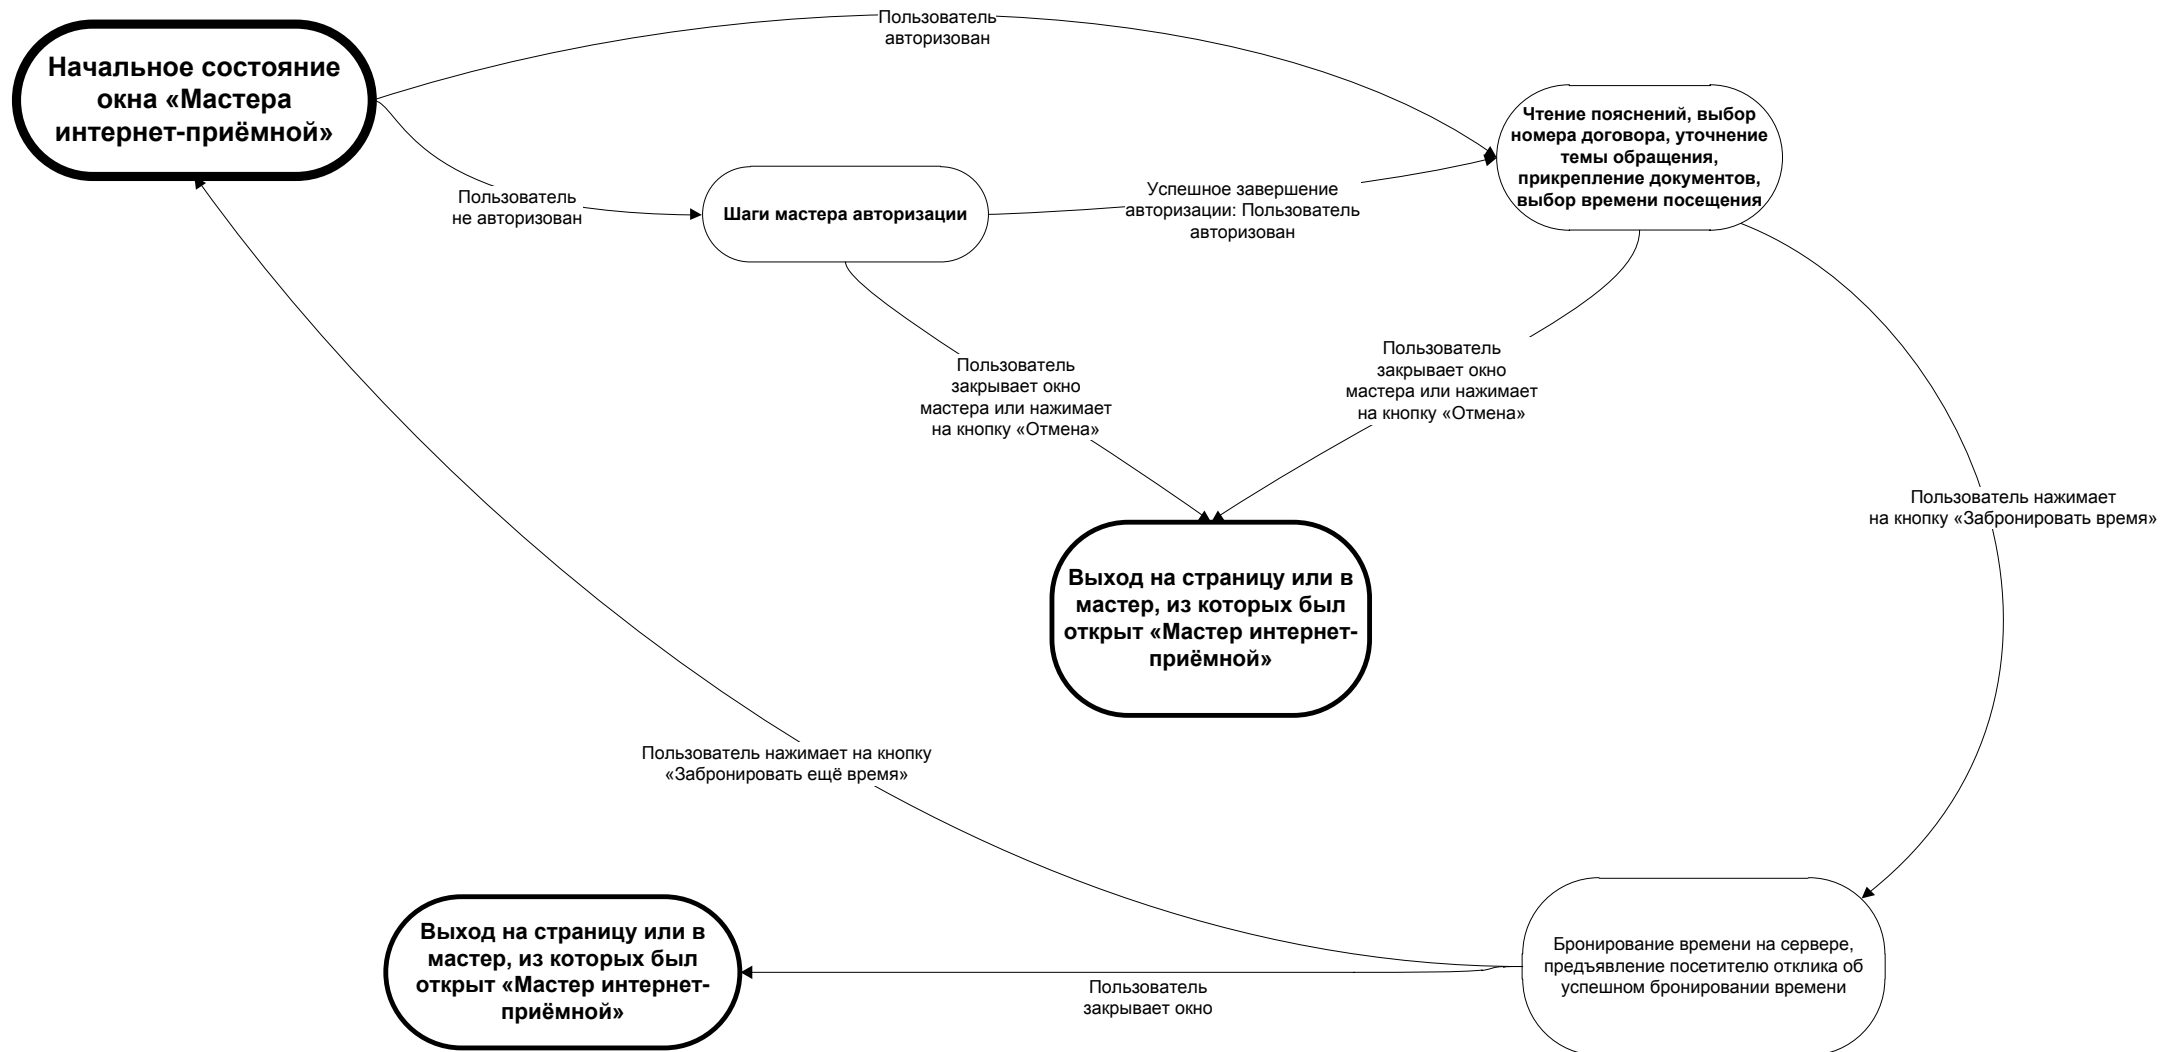 Пользователь
авторизован
Начальное состояние
окна «Мастера
интернет-приёмной»
Чтение пояснений, выбор
номера договора, уточнение
темы обращения,
прикрепление документов,
выбор времени посещения
Пользователь
не авторизован
Шаги мастера авторизации
Успешное завершение
авторизации: Пользователь
авторизован
Пользователь
закрывает окно
мастера или нажимает
на кнопку «Отмена»
Пользователь
закрывает окно
мастера или нажимает
на кнопку «Отмена»
Пользователь нажимает
на кнопку «Забронировать время»
Выход на страницу или в
мастер, из которых был
открыт «Мастер интернет-
приёмной»
Пользователь нажимает на кнопку
«Забронировать ещё время»
Выход на страницу или в
мастер, из которых был
открыт «Мастер интернет-
приёмной»
Пользователь
закрывает окно
Бронирование времени на сервере,
предъявление посетителю отклика об
успешном бронировании времени